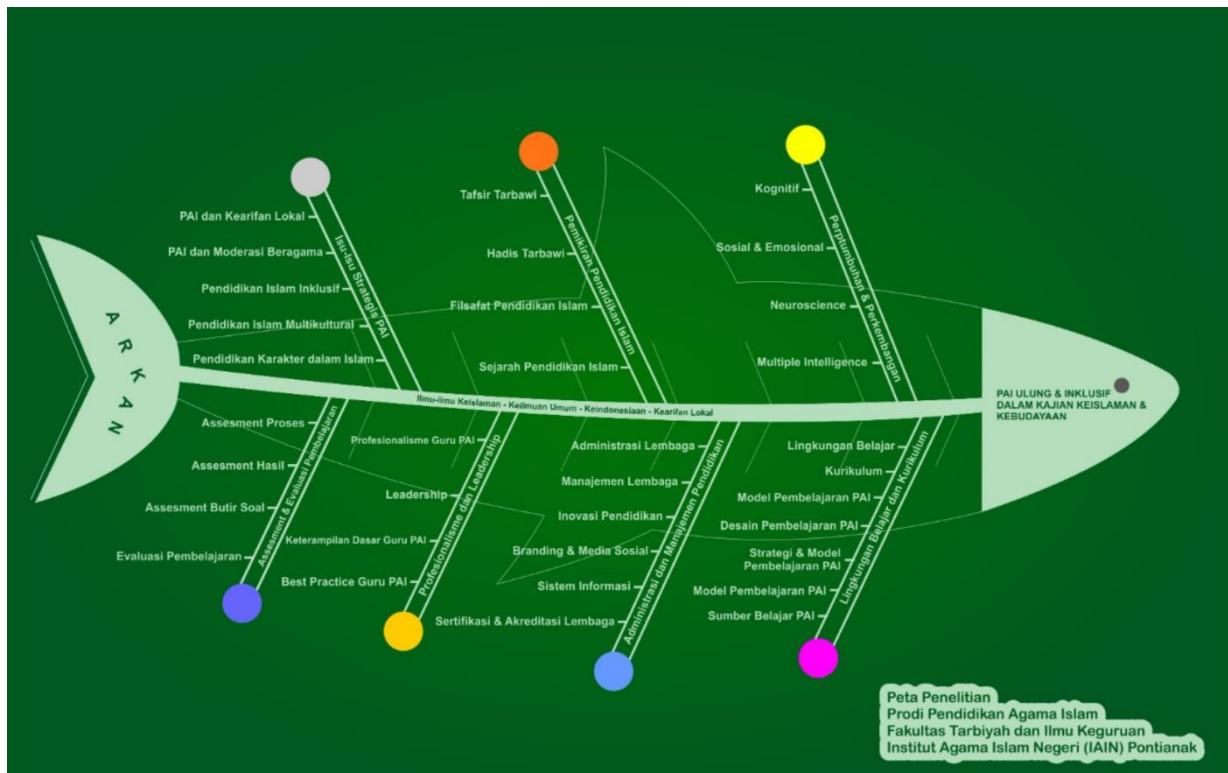 PAI dan Kearifan Lokal
PAI dan Moderasi Beragama
Pendidikan Islam Inklusif
Pendidikan Islam Multikultural
Pendidikan Karakter dalam Islam
Isu-Isu Strategis PAI
Tafsir Tarbawi
Hadis Tarbawi
Filsafat Pendidikan Islam
Sejarah Pendidikan Islam
Pemikiran Pendidikan Islam
Kognitif
Sosial & Emosional
Neuroscience
Multiple Intelligence
Perptumbuhan & Perkembangan
ARKAN
Ilmu-ilmu Keislaman - Keilmuan Umum - Keindonesiaan - Kearifan Lokal
PAI ULUNG & INKLUSIF
DALAM KAJIAN KEISLAMAN &
KEBUDAYAAN
Assesment Proses
Assesment Hasil
Assesment Butir Soal
Evaluasi Pembelajaran
Assesment & Evaluasi Pembelajaran
Profesionalisme Guru PAI
Leadership
Keterampilan Dasar Guru PAI
Best Practice Guru PAI
Profesionalisme dan Leadership
Administrasi Lembaga
Manajemen Lembaga
Inovasi Pendidikan
Branding & Media Sosial
Sistem Informasi
Sertifikasi & Akreditasi Lembaga
Administrasi dan Manajemen Pendidikan
Lingkungan Belajar
Kurikulum
Model Pembelajaran PAI
Desain Pembelajaran PAI
Strategi & Model
Pembelajaran PAI
Model Pembelajaran PAI
Sumber Belajar PAI
Lingkungan Belajar dan Kurikulum
Peta Penelitian
Prodi Pendidikan Agama Islam
Fakultas Tarbiyah dan Ilmu Keguruan
Institut Agama Islam Negeri (IAIN) Pontianak